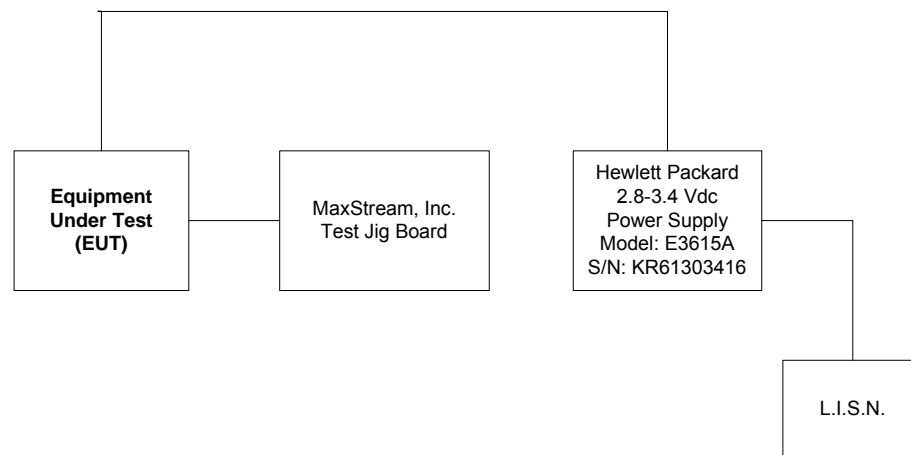 Equipment
Under Test
(EUT)
MaxStream, Inc.
Test Jig Board
Hewlett Packard
2.8-3.4 Vdc
Power Supply
Model: E3615A
S/N: KR61303416
L.I.S.N.